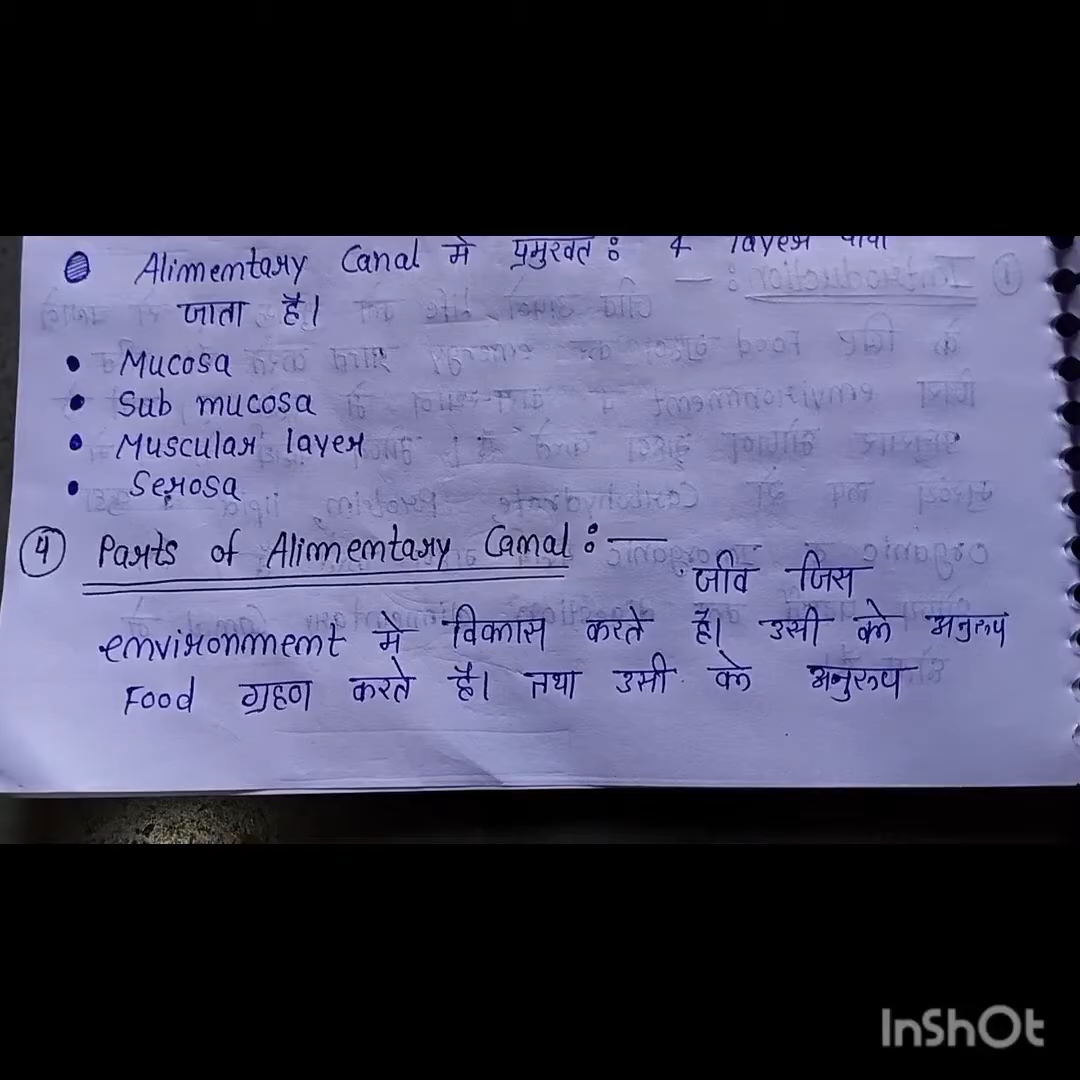 Alimentary Canal मे प्रमुखत: 4 layer पाया
जाता है।
• Mucosa
• Sub mucosa
• Muscular layer
• Serosa
4 Parts of Alimentary Canal :—
जीव जिस
environment मे विकास करते है। उसी के अनुरुप
Food ग्रहण करते है। तथा उसी के अनुरुप
InShOt